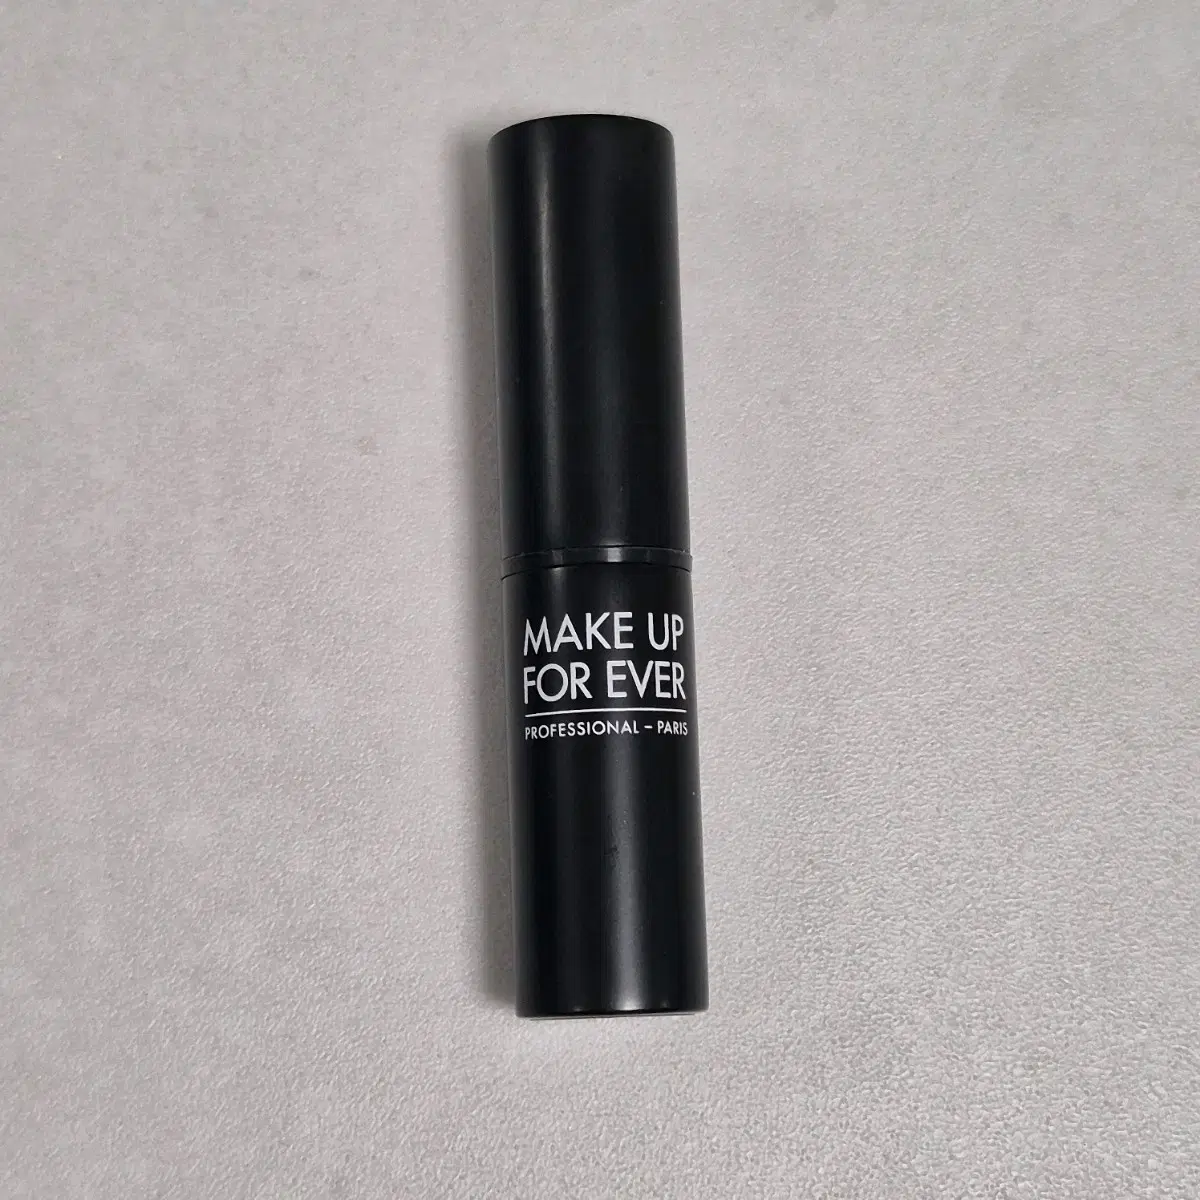 MAKE UP
FOR EVER
PROFESSIONAL – PARIS